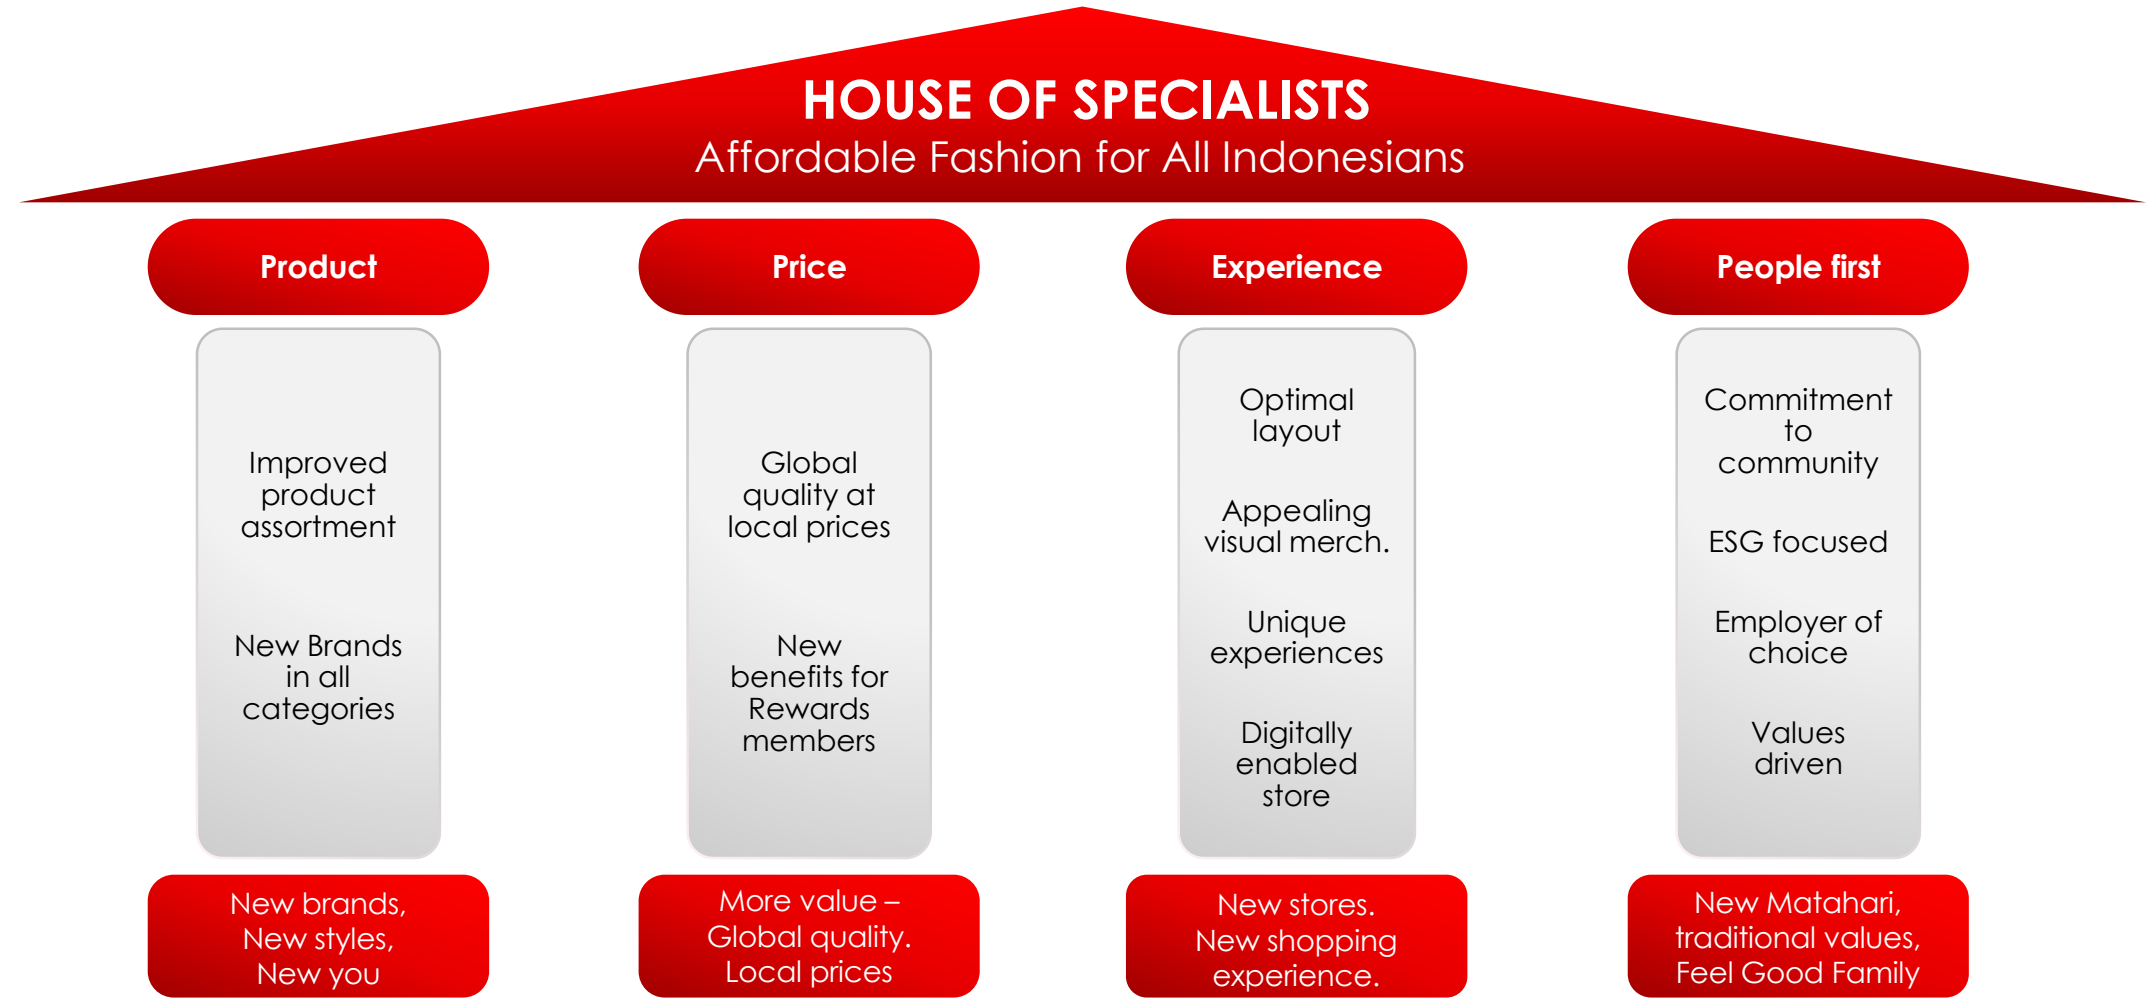 HOUSE OF SPECIALISTS
Affordable Fashion for All Indonesians
Product
Improved
product
assortment
New Brands
in all
categories
New brands,
New styles,
New you
Price
Global
quality at
local prices
New
benefits for
Rewards
members
More value –
Global quality.
Local prices
Experience
Optimal
layout
Appealing
visual merch.
Unique
experiences
Digitally
enabled
store
New stores.
New shopping
experience.
People first
Commitment
to
community
ESG focused
Employer of
choice
Values
driven
New Matahari,
traditional values,
Feel Good Family